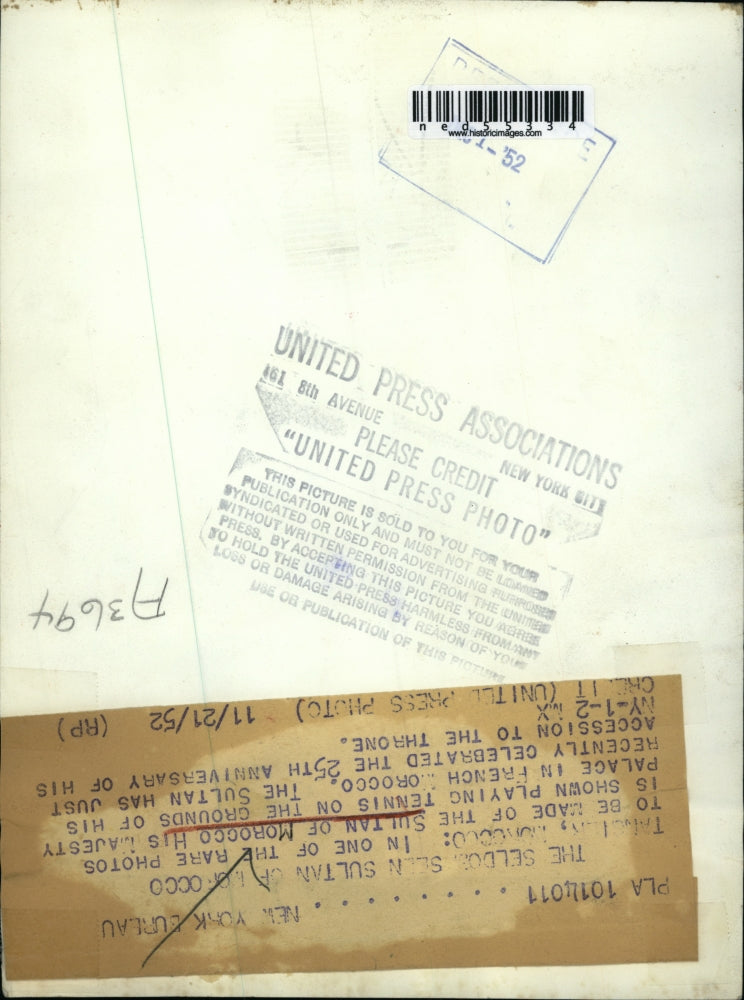 ned55334
www.historicimages.com
1-'52
UNITED PRESS ASSOCIATIONS
461 8th AVENUE NEW YORK CITY
PLEASE CREDIT
"UNITED PRESS PHOTO"
THIS PICTURE IS SOLD TO YOU FOR YOUR
PUBLICATION ONLY AND MUST NOT BE LOANED
SYNDICATED OR USED FOR ADVERTISING PURPOSES
WITHOUT WRITTEN PERMISSION FROM THE UNITED
PRESS. BY ACCEPTING THIS PICTURE YOU AGREE
TO HOLD THE UNITED PRESS HARMLESS FROM ANY
LOSS OR DAMAGE ARISING BY REASON OF YOUR
USE OR PUBLICATION OF THIS PICTURE
A3694
PLA 1014011 . . . . . . . . . NEW YORK BUREAU
THE SELDOM SEEN SULTAN OF MOROCCO
TANGIER, MOROCCO: IN ONE OF THE RARE PHOTOS
TO BE MADE OF THE SULTAN OF MOROCCO HIS MAJESTY
IS SHOWN PLAYING TENNIS ON THE GROUNDS OF HIS
PALACE IN FRENCH MOROCCO. THE SULTAN HAS JUST
RECENTLY CELEBRATED THE 25TH ANNIVERSARY OF HIS
ACCESSION TO THE THRONE.
NY-1-2 MX
CREDIT (UNITED PRESS PHOTO) 11/21/52 (RP)